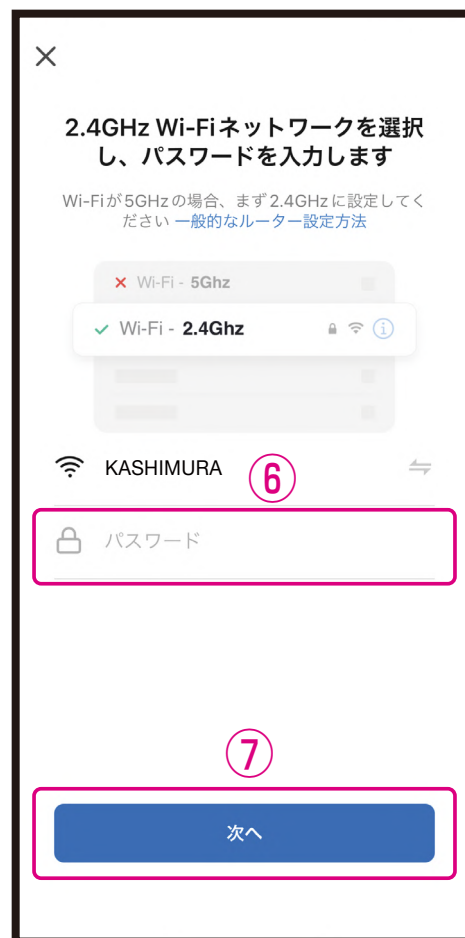 2.4GHz Wi-Fiネットワークを選択
し、パスワードを入力します
Wi-Fiが5GHzの場合、まず2.4GHzに設定してく
ださい 一般的なルーター設定方法
Wi-Fi - 5Ghz
Wi-Fi - 2.4Ghz
KASHIMURA
⑥
パスワード
⑦
次へ